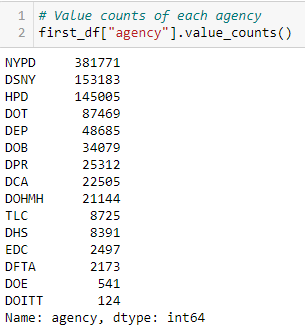 1 # Value counts of each agency
2 first_df["agency"].value_counts()
NYPD 381771
DSNY 153183
HPD 145005
DOT 87469
DEP 48685
DOB 34079
DPR 25312
DCA 22505
DOHMH 21144
TLC 8725
DHS 8391
EDC 2497
DFTA 2173
DOE 541
DOITT 124
Name: agency, dtype: int64